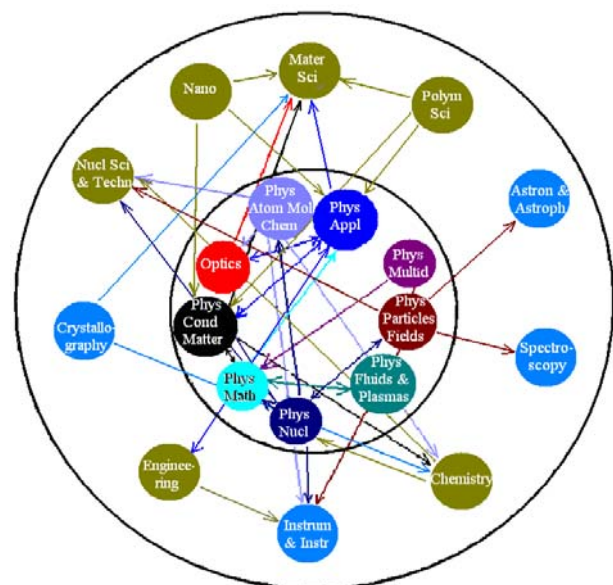 Mater
Sci
Nano
Polym
Sci
Nucl Sci
& Techn
Phys
Atom Mol
Chem
Phys
Appl
Astron &
Astroph
Optics
Phys
Multid
Phys
Cond
Matter
Phys
Particles
Fields
Crystallo-
graphy
Spectro-
scopy
Phys
Math
Phys
Fluids &
Plasmas
Phys
Nucl
Enginee-
ring
Chemistry
Instrum
& Instr